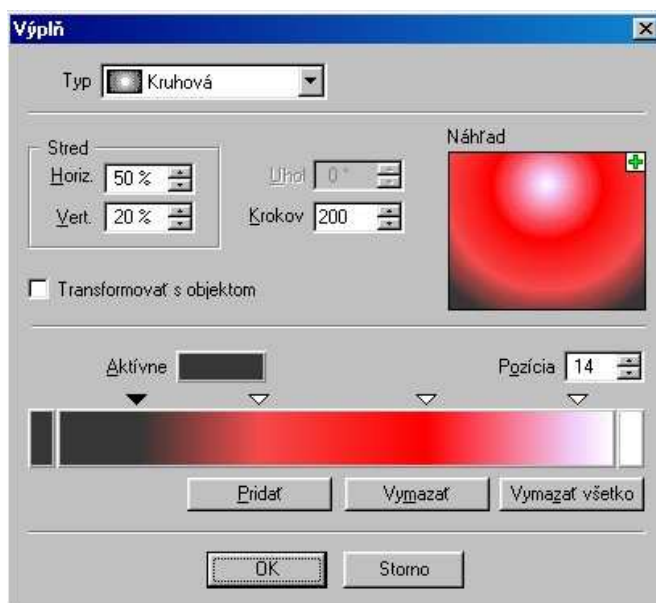 Výplň
Typ Kruhová
Stred
Horiz. 50 %
Vert. 20 %
Uhol 0 °
Krokov 200
Náhľad
Transformovať s objektom
Aktívne
Pozícia 14
Pridať Vymazať Vymazať všetko
OK Storno